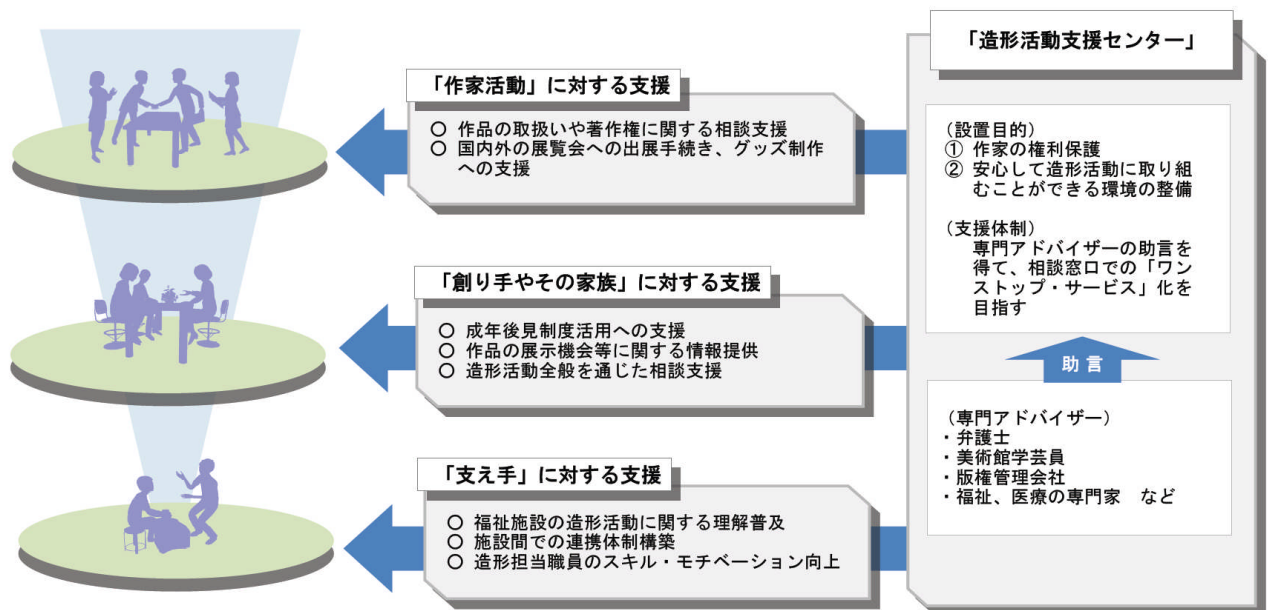 「作家活動」に対する支援
○ 作品の取扱いや著作権に関する相談支援
○ 国内外の展覧会への出展手続き、グッズ制作
への支援
「創り手やその家族」に対する支援
○ 成年後見制度活用への支援
○ 作品の展示機会等に関する情報提供
○ 造形活動全般を通じた相談支援
「支え手」に対する支援
○ 福祉施設の造形活動に関する理解普及
○ 施設間での連携体制構築
○ 造形担当職員のスキル・モチベーション向上
「造形活動支援センター」
(設置目的)
① 作家の権利保護
② 安心して造形活動に取り組
むことができる環境の整備
(支援体制)
専門アドバイザーの助言を
得て、相談窓口での「ワン
ストップ・サービス」化を
目指す
助言
(専門アドバイザー)
・弁護士
・美術館学芸員
・版権管理会社
・福祉、医療の専門家 など